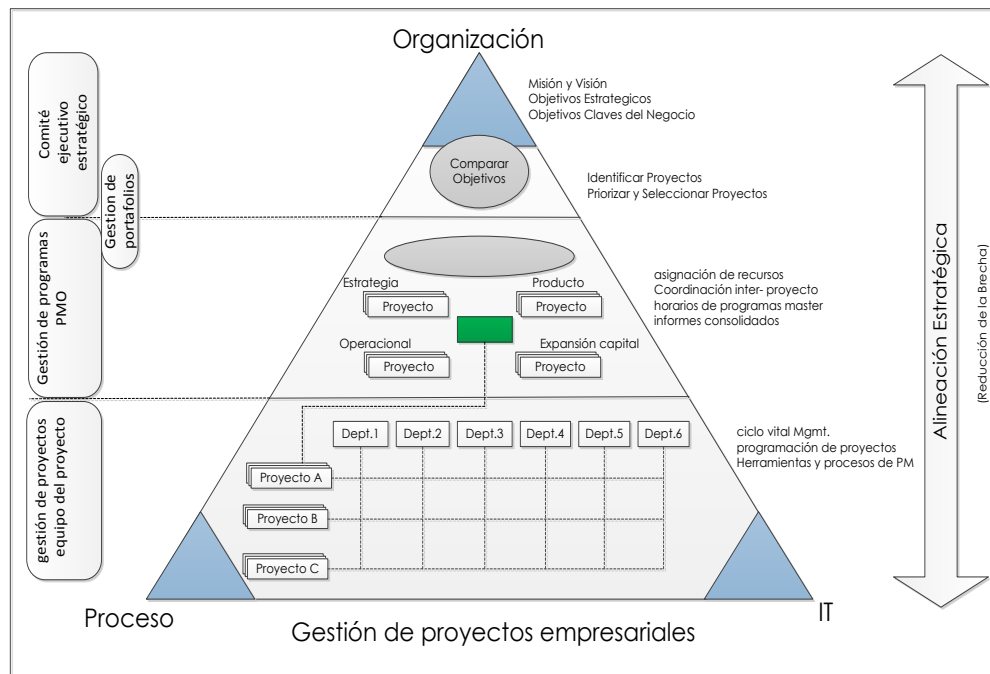 Organización
Comité
ejecutivo
estratégico
Gestion de
portafolios
Misión y Visión
Objetivos Estrategicos
Objetivos Claves del Negocio
Comparar
Objetivos
Identificar Proyectos
Priorizar y Seleccionar Proyectos
Gestión de programas
PMO
Estrategia
Proyecto
Producto
Proyecto
Operacional
Proyecto
Expansión capital
Proyecto
asignación de recursos
Coordinación inter- proyecto
horarios de programas master
informes consolidados
gestión de proyectos
equipo del proyecto
Dept.1
Dept.2
Dept.3
Dept.4
Dept.5
Dept.6
Proyecto A
Proyecto B
Proyecto C
ciclo vital Mgmt.
programación de proyectos
Herramientas y procesos de PM
Alineación Estratégica
(Reducción de la Brecha)
Proceso
IT
Gestión de proyectos empresariales